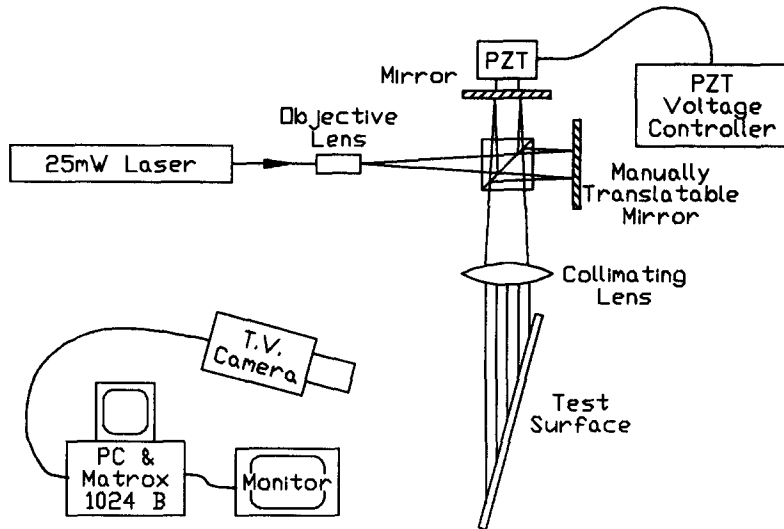 PZT
Mirror
PZT
Voltage
Controller
Objective
Lens
25mW Laser
Manually
Translatable
Mirror
Collimating
Lens
T.V.
Camera
Test
Surface
PC &
Matrox
1024 B
Monitor